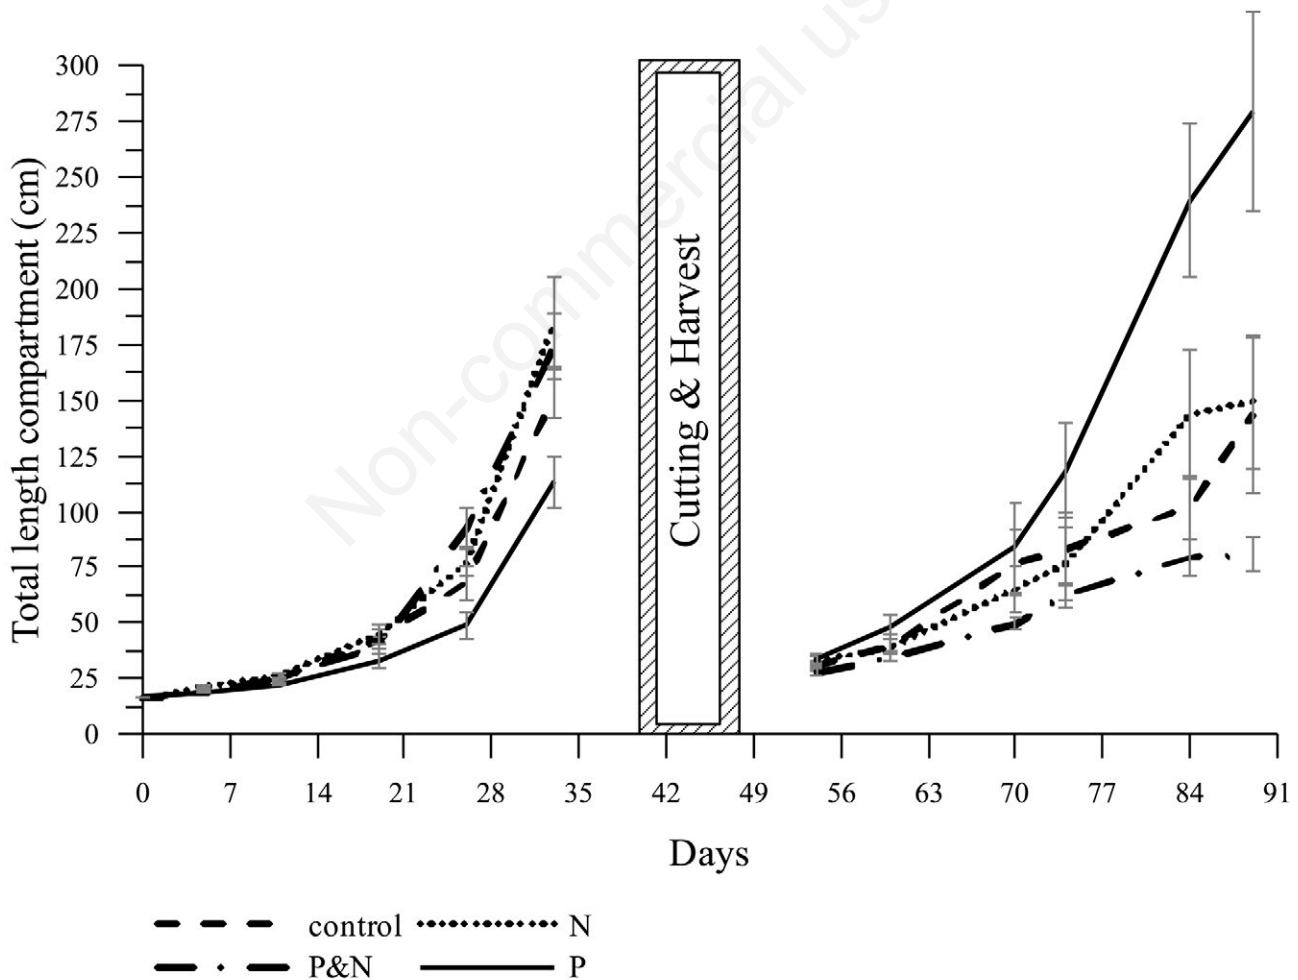 Non-commercial us
300
275
250
225
200
175
150
125
100
75
50
25
0
Total length compartment (cm)
Cutting & Harvest
0 7 14 21 28 35 42 49 56 63 70 77 84 91
Days
control N
P&N P